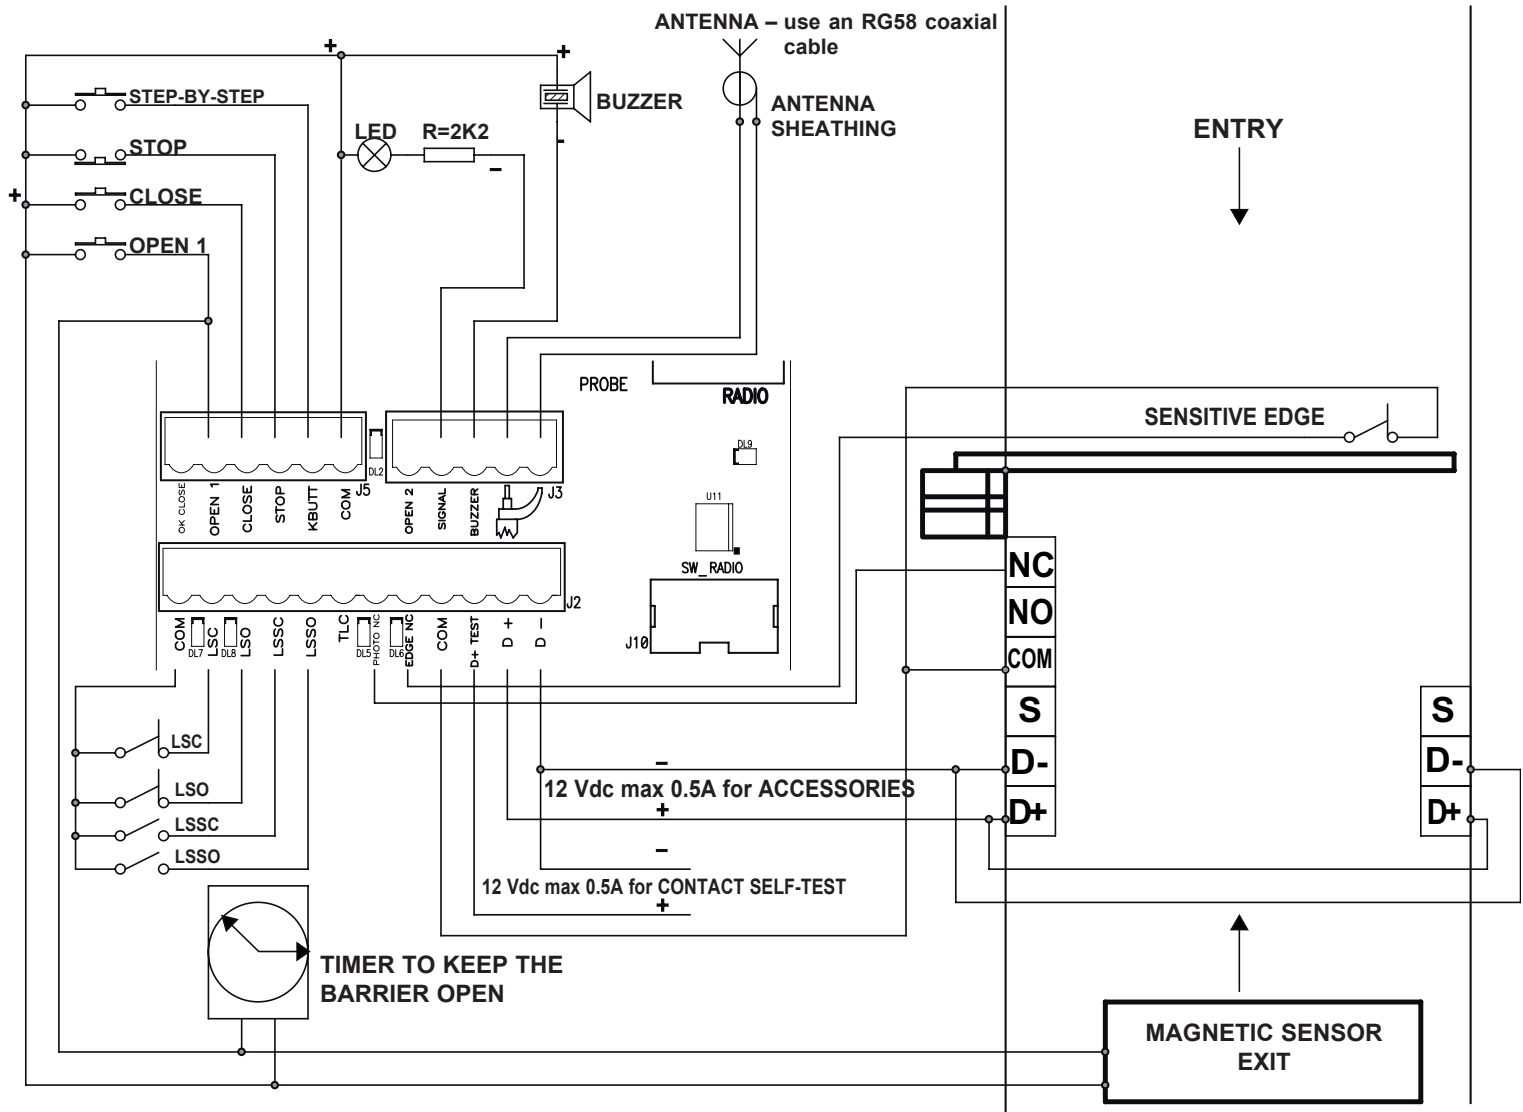 ANTENNA – use an RG58 coaxial
cable
+
+
STEP-BY-STEP
BUZZER
ANTENNA
SHEATHING
LED
R=2K2
-
-
ENTRY
STOP
+
CLOSE
OPEN 1
PROBE
RADIO
SENSITIVE EDGE
DL9
DL2
J5
J3
OK CLOSE
OPEN 1
CLOSE
STOP
KBUTT
COM
OPEN 2
SIGNAL
BUZZER
U11
SW_RADIO
J2
J10
COM
DL7
LSC
DL8
LSO
LSSC
LSSO
TLC
DL5
PHOTO NC
DL6
EDGE NC
COM
D+ TEST
D +
D -
NC
NO
COM
S
D-
D+
S
D-
D+
LSC
LSO
LSSC
LSSO
-
12 Vdc max 0.5A for ACCESSORIES
+
-
12 Vdc max 0.5A for CONTACT SELF-TEST
+
TIMER TO KEEP THE
BARRIER OPEN
MAGNETIC SENSOR
EXIT